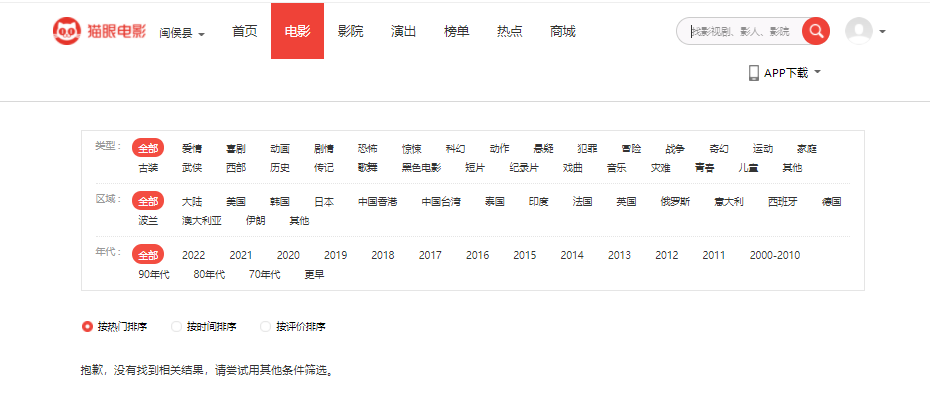 猫眼电影 闽侯县 首页 电影 影院 演出 榜单 热点 商城 找影视剧、影人、影院
APP下载
类型 : 全部 爱情 喜剧 动画 剧情 恐怖 惊悚 科幻 动作 悬疑 犯罪 冒险 战争 奇幻 运动 家庭
古装 武侠 西部 历史 传记 歌舞 黑色电影 短片 纪录片 戏曲 音乐 灾难 青春 儿童 其他
区域 : 全部 大陆 美国 韩国 日本 中国香港 中国台湾 泰国 印度 法国 英国 俄罗斯 意大利 西班牙 德国
波兰 澳大利亚 伊朗 其他
年代 : 全部 2022 2021 2020 2019 2018 2017 2016 2015 2014 2013 2012 2011 2000-2010
90年代 80年代 70年代 更早
按热门排序 按时间排序 按评价排序
抱歉，没有找到相关结果，请尝试用其他条件筛选。